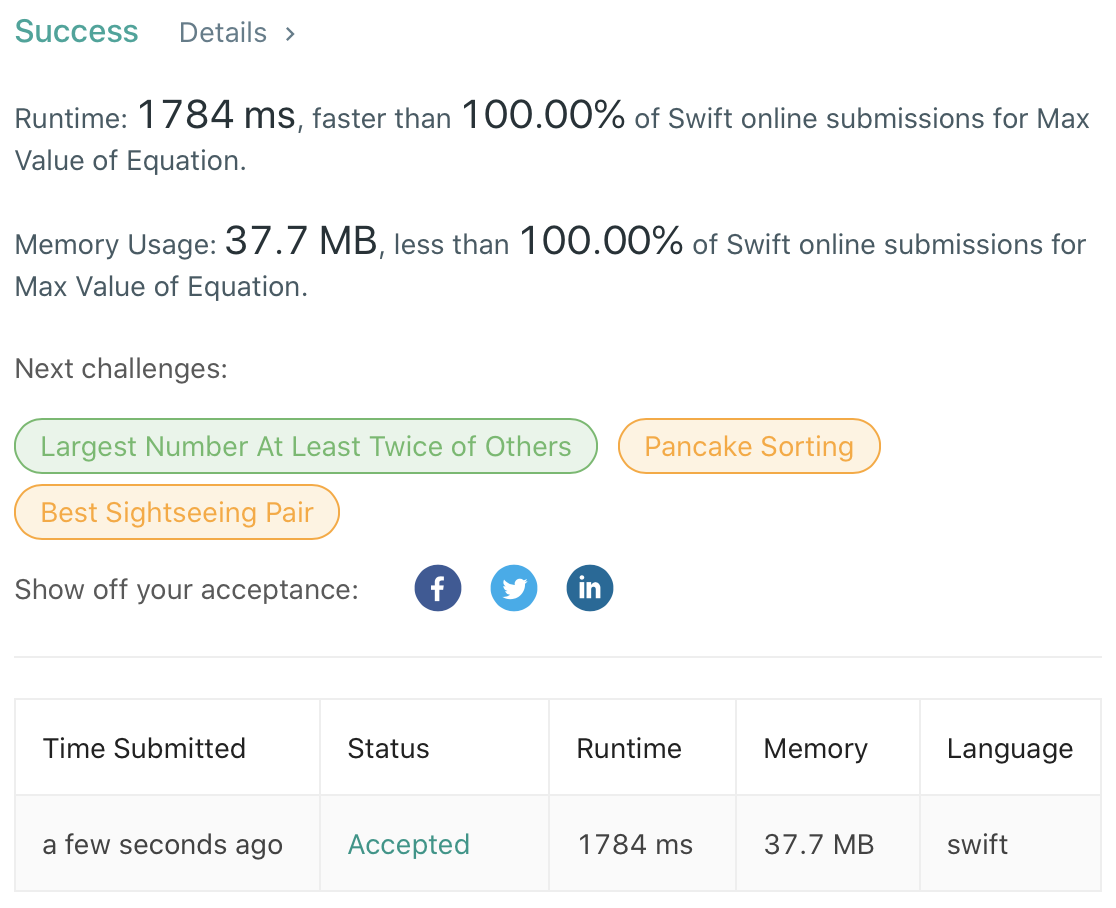 Success Details >
Runtime: 1784 ms, faster than 100.00% of Swift online submissions for Max
Value of Equation.
Memory Usage: 37.7 MB, less than 100.00% of Swift online submissions for
Max Value of Equation.
Next challenges:
Largest Number At Least Twice of Others Pancake Sorting
Best Sightseeing Pair
Show off your acceptance: f in
Time Submitted Status Runtime Memory Language
a few seconds ago Accepted 1784 ms 37.7 MB swift